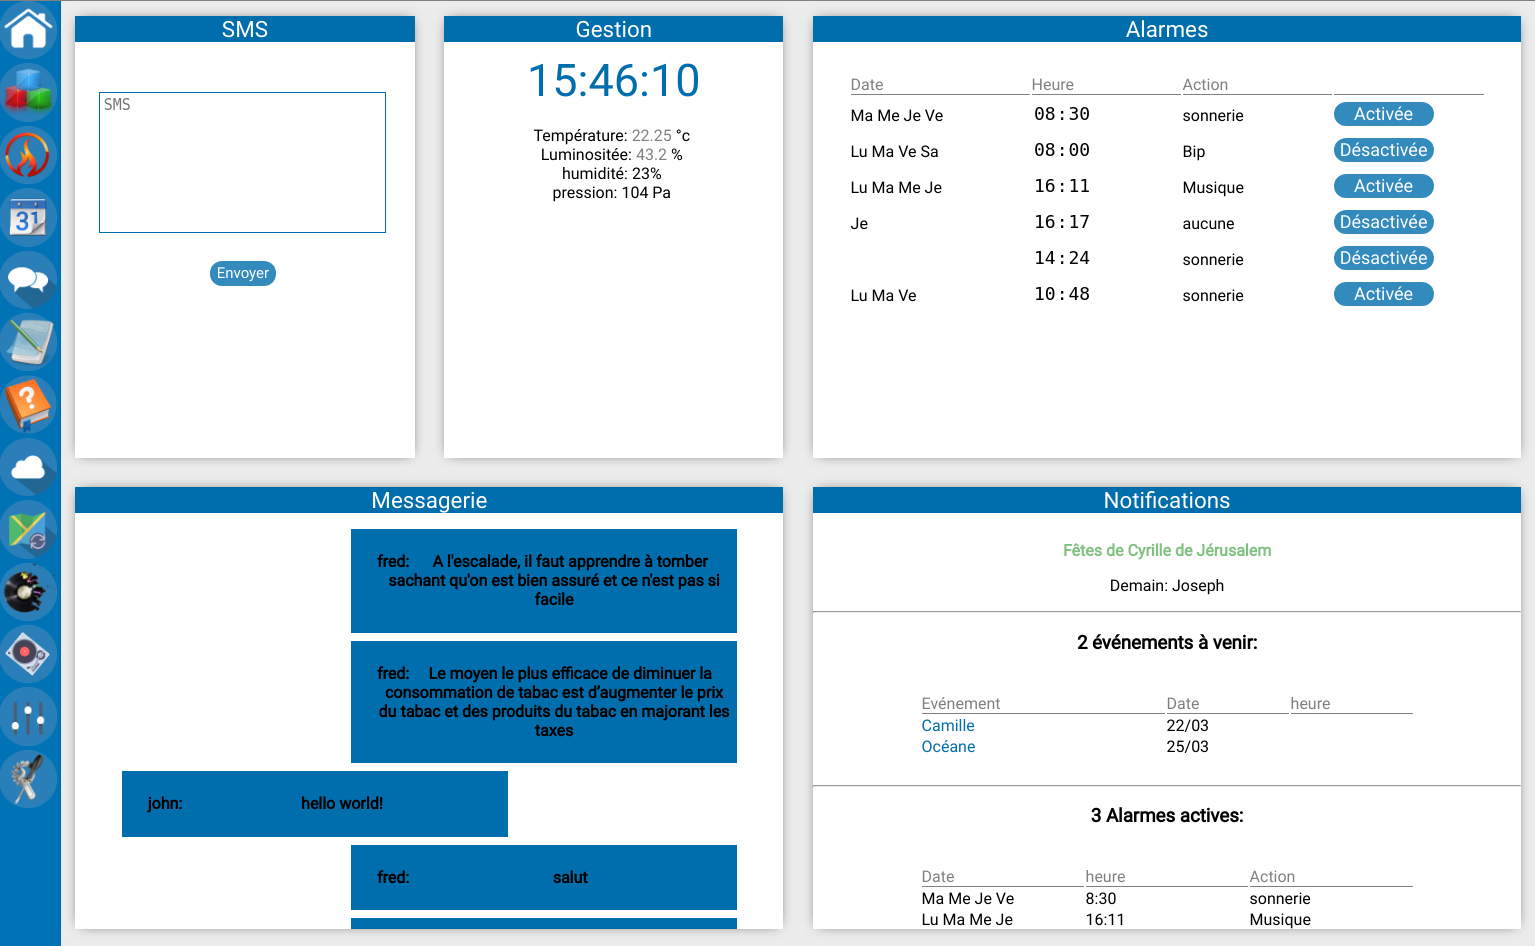 SMS
SMS
Envoyer
Gestion
15:46:10
Température: 22.25 °c
Luminositée: 43.2 %
humidité: 23%
pression: 104 Pa
Alarmes
Date Heure Action
Ma Me Je Ve 08:30 sonnerie Activée
Lu Ma Ve Sa 08:00 Bip Désactivée
Lu Ma Me Je 16:11 Musique Activée
Je 16:17 aucune Désactivée
14:24 sonnerie Désactivée
Lu Ma Ve 10:48 sonnerie Activée
31
?
Messagerie
fred: A l'escalade, il faut apprendre à tomber
sachant qu'on est bien assuré et ce n'est pas si
facile
fred: Le moyen le plus efficace de diminuer la
consommation de tabac est d’augmenter le prix
du tabac et des produits du tabac en majorant les
taxes
john: hello world!
fred: salut
Notifications
Fêtes de Cyrille de Jérusalem
Demain: Joseph
2 événements à venir:
Evénement Date heure
Camille 22/03
Océane 25/03
3 Alarmes actives:
Date heure Action
Ma Me Je Ve 8:30 sonnerie
Lu Ma Me Je 16:11 Musique